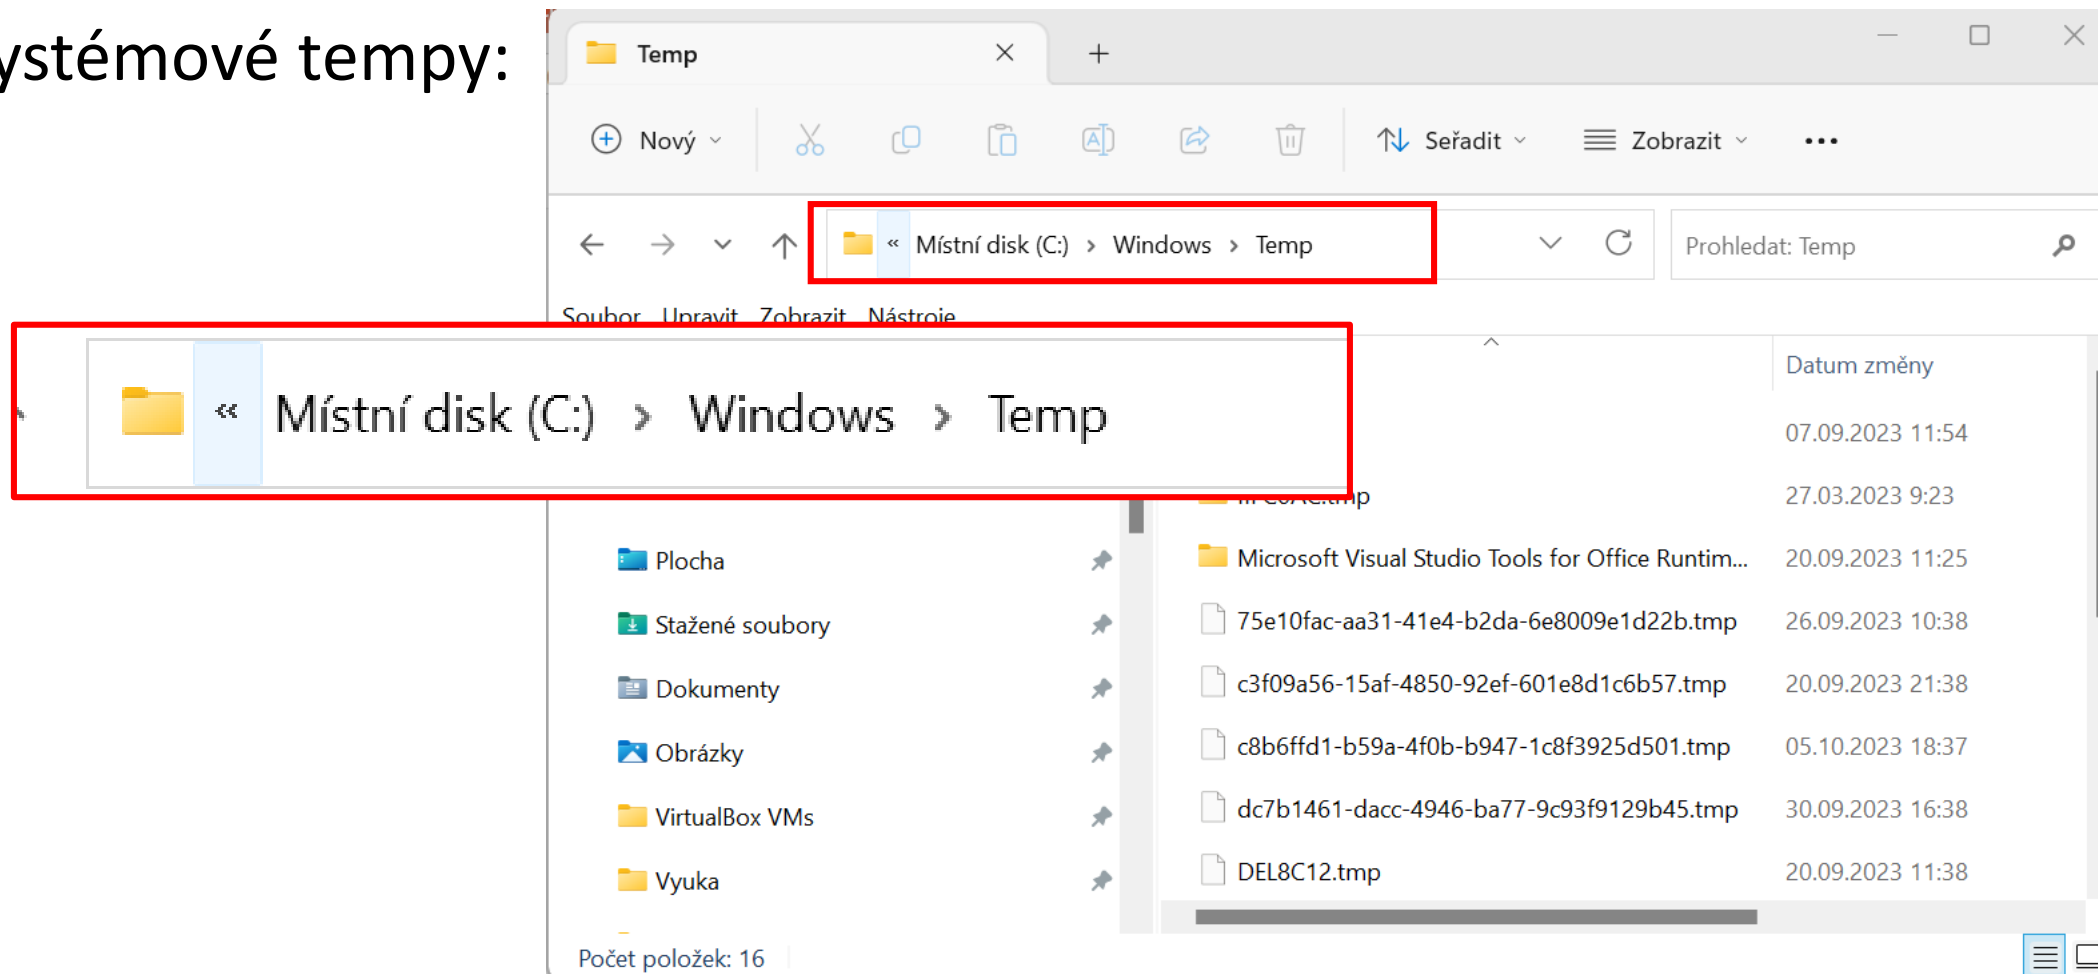 ystémové tempy:
Temp
Nový
Seřadit
Zobrazit
« Místní disk (C:) › Windows › Temp
Prohledat: Temp
Soubor Upravit Zobrazit Nástroje
« Místní disk (C:) › Windows › Temp
Datum změny
07.09.2023 11:54
27.03.2023 9:23
Plocha
Microsoft Visual Studio Tools for Office Runtim... 20.09.2023 11:25
Stažené soubory
75e10fac-aa31-41e4-b2da-6e8009e1d22b.tmp 26.09.2023 10:38
Dokumenty
c3f09a56-15af-4850-92ef-601e8d1c6b57.tmp 20.09.2023 21:38
Obrázky
c8b6ffd1-b59a-4f0b-b947-1c8f3925d501.tmp 05.10.2023 18:37
VirtualBox VMs
dc7b1461-dacc-4946-ba77-9c93f9129b45.tmp 30.09.2023 16:38
Vyuka
DEL8C12.tmp 20.09.2023 11:38
Počet položek: 16